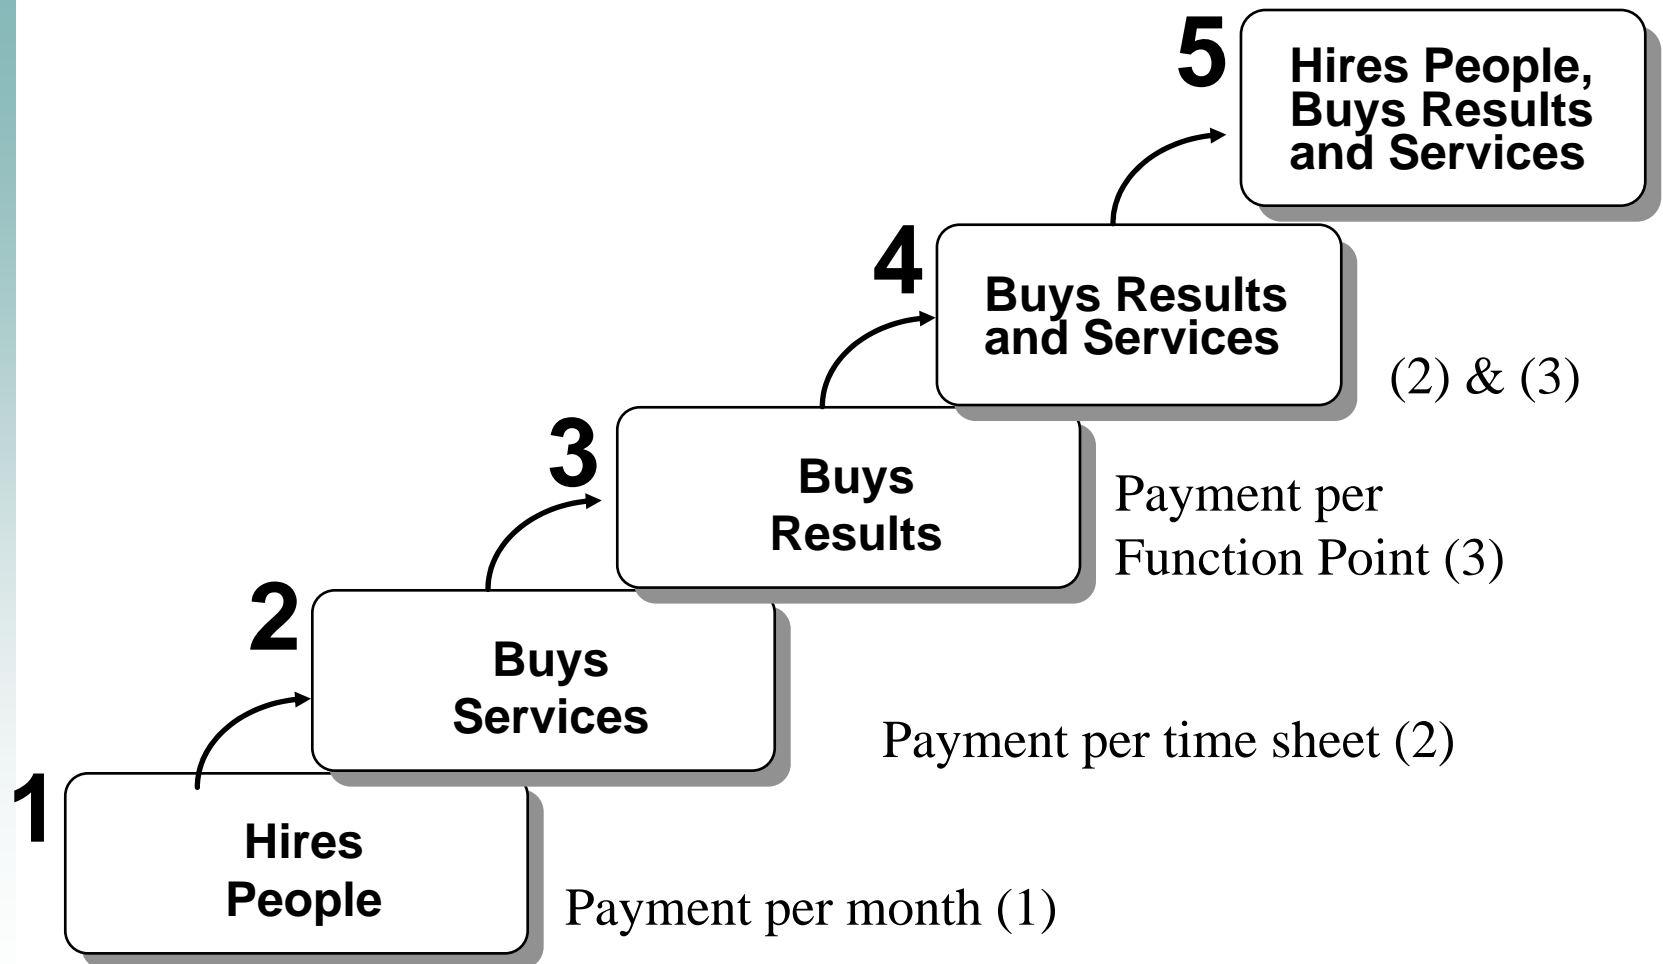 5
Hires People,
Buys Results
and Services
4
Buys Results
and Services
(2) & (3)
3
Buys
Results
Payment per
Function Point (3)
2
Buys
Services
Payment per time sheet (2)
1
Hires
People
Payment per month (1)